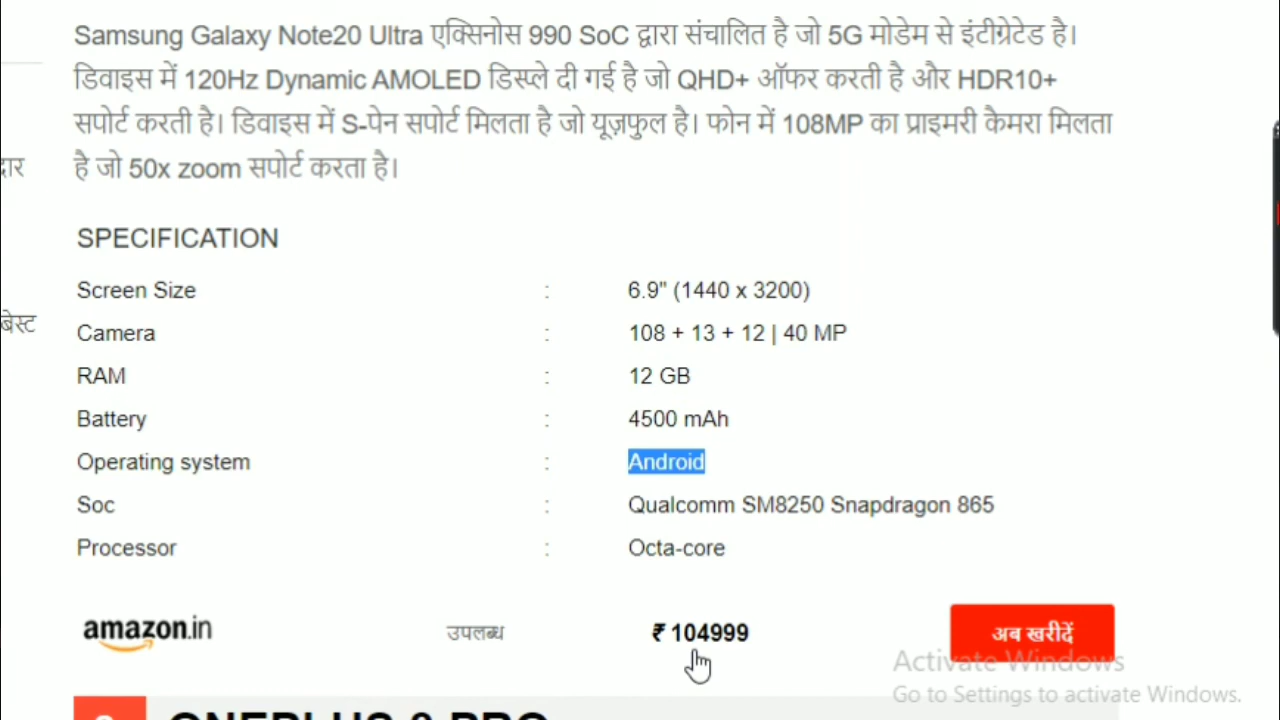 Samsung Galaxy Note20 Ultra एक्सिनोस 990 SoC द्वारा संचालित है जो 5G मोडेम से इंटीग्रेटेड है।
डिवाइस में 120Hz Dynamic AMOLED डिस्प्ले दी गई है जो QHD+ ऑफर करती है और HDR10+
सपोर्ट करती है। डिवाइस में S-पेन सपोर्ट मिलता है जो यूज़फुल है। फोन में 108MP का प्राइमरी कैमरा मिलता
है जो 50x zoom सपोर्ट करता है।
SPECIFICATION
बेस्ट
Screen Size : 6.9" (1440 x 3200)
Camera : 108 + 13 + 12 | 40 MP
RAM : 12 GB
Battery : 4500 mAh
Operating system : Android
Soc : Qualcomm SM8250 Snapdragon 865
Processor : Octa-core
amazon.in उपलब्ध ₹ 104999 अब खरीदें
Activate Windows
Go to Settings to activate Windows.
ONEPLUS 8 PRO